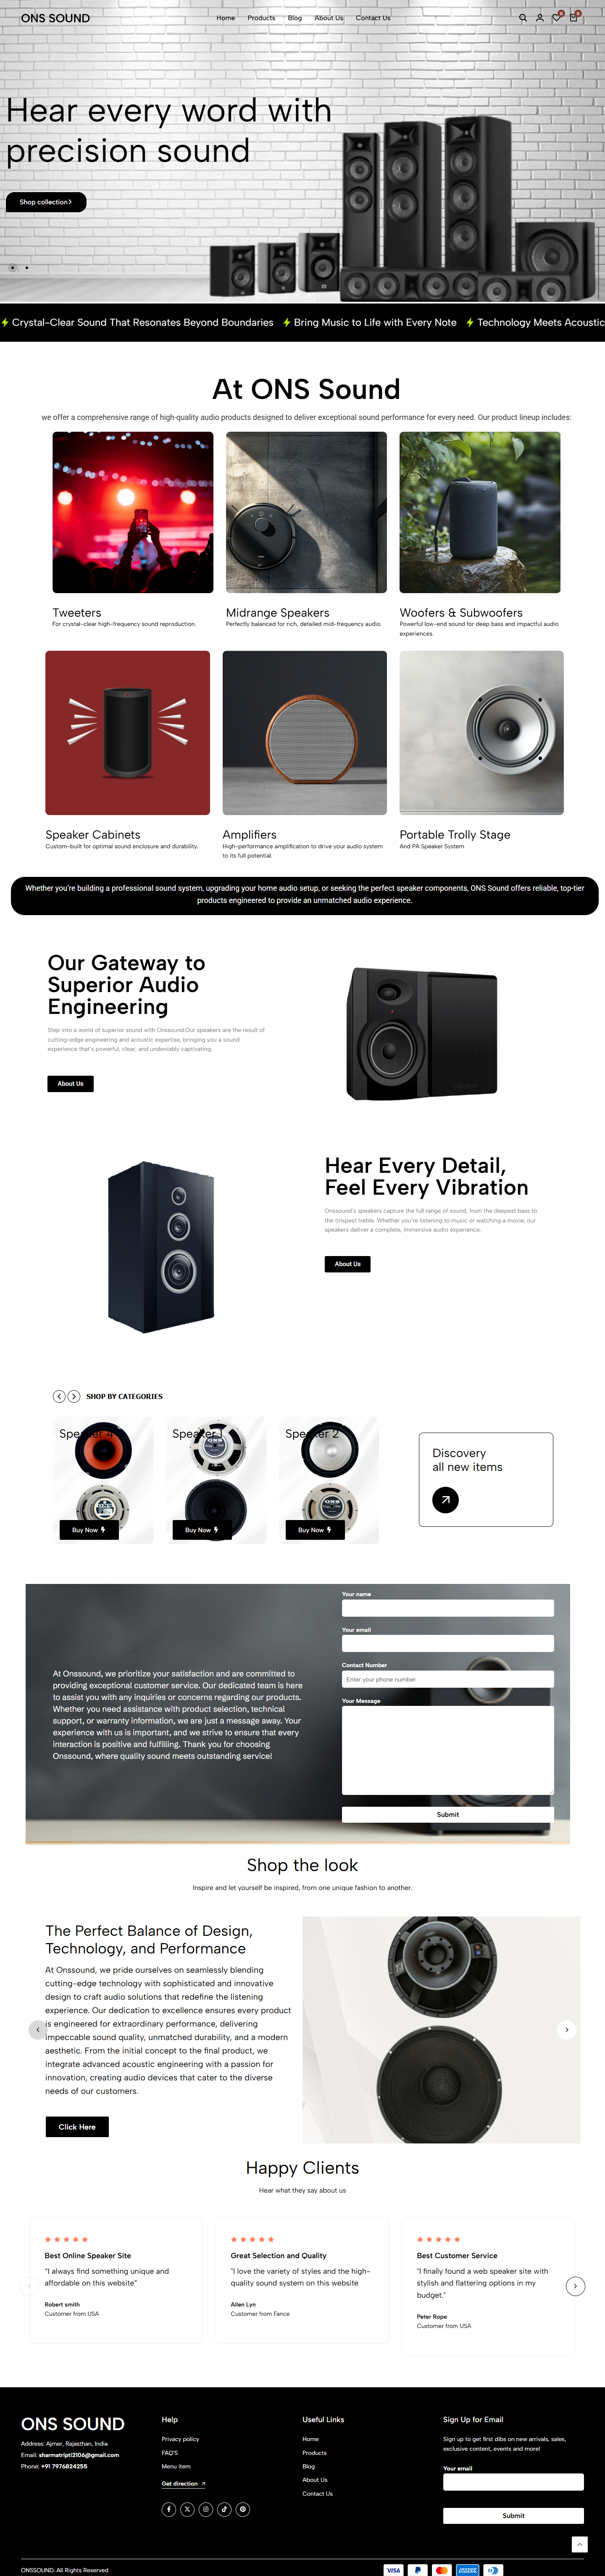 ONS SOUND
Home Products Blog About Us Contact Us
0 0
Hear every word with
precision sound
Shop collection
Crystal-Clear Sound That Resonates Beyond Boundaries Bring Music to Life with Every Note Technology Meets Acoustic
At ONS Sound
we offer a comprehensive range of high-quality audio products designed to deliver exceptional sound performance for every need. Our product lineup includes:
Tweeters
For crystal-clear high-frequency sound reproduction.
Midrange Speakers
Perfectly balanced for rich, detailed mid-frequency audio.
Woofers & Subwoofers
Powerful low-end sound for deep bass and impactful audio
experiences.
Speaker Cabinets
Custom-built for optimal sound enclosure and durability.
Amplifiers
High-performance amplification to drive your audio system
to its full potential.
Portable Trolly Stage
And PA Speaker System
Whether you're building a professional sound system, upgrading your home audio setup, or seeking the perfect speaker components, ONS Sound offers reliable, top-tier
products engineered to provide an unmatched audio experience.
Our Gateway to
Superior Audio
Engineering
Step into a world of superior sound with Onssound.Our speakers are the result of
cutting-edge engineering and acoustic expertise, bringing you a sound
experience that's powerful, clear, and undeniably captivating.
About Us
Hear Every Detail,
Feel Every Vibration
Onssound's speakers capture the full range of sound, from the deepest bass to
the crispest treble. Whether you're listening to music or watching a movie, our
speakers deliver a complete, immersive audio experience.
About Us
SHOP BY CATEGORIES
Speaker 4
Buy Now
Speaker 1
Buy Now
Speaker 2
Buy Now
Discovery
all new items
At Onssound, we prioritize your satisfaction and are committed to
providing exceptional customer service. Our dedicated team is here
to assist you with any inquiries or concerns regarding our products.
Whether you need assistance with product selection, technical
support, or warranty information, we are just a message away. Your
experience with us is important, and we strive to ensure that every
interaction is positive and fulfilling. Thank you for choosing
Onssound, where quality sound meets outstanding service!
Your name
Your email
Contact Number
Enter your phone number
Your Message
Submit
Shop the look
Inspire and let yourself be inspired, from one unique fashion to another.
The Perfect Balance of Design,
Technology, and Performance
At Onssound, we pride ourselves on seamlessly blending
cutting-edge technology with sophisticated and innovative
design to craft audio solutions that redefine the listening
experience. Our dedication to excellence ensures every product
is engineered for extraordinary performance, delivering
impeccable sound quality, unmatched durability, and a modern
aesthetic. From the initial concept to the final product, we
integrate advanced acoustic engineering with a passion for
innovation, creating audio devices that cater to the diverse
needs of our customers.
Click Here
Happy Clients
Hear what they say about us
Best Online Speaker Site
"I always find something unique and
affordable on this website"
Robert smith
Customer from USA
Great Selection and Quality
"I love the variety of styles and the high-
quality sound system on this website
Allen Lyn
Customer from Fance
Best Customer Service
"I finally found a web speaker site with
stylish and flattering options in my
budget."
Peter Rope
Customer from USA
ONS SOUND
Address: Ajmer, Rajasthan, India
Email: sharmatripti2106@gmail.com
Phone: +91 7976824255
Help
Privacy policy
FAQ'S
Menu item
Get direction
Useful Links
Home
Products
Blog
About Us
Contact Us
Sign Up for Email
Sign up to get first dibs on new arrivals, sales,
exclusive content, events and more!
Your email
Submit
ONSSOUND. All Rights Reserved
VISA